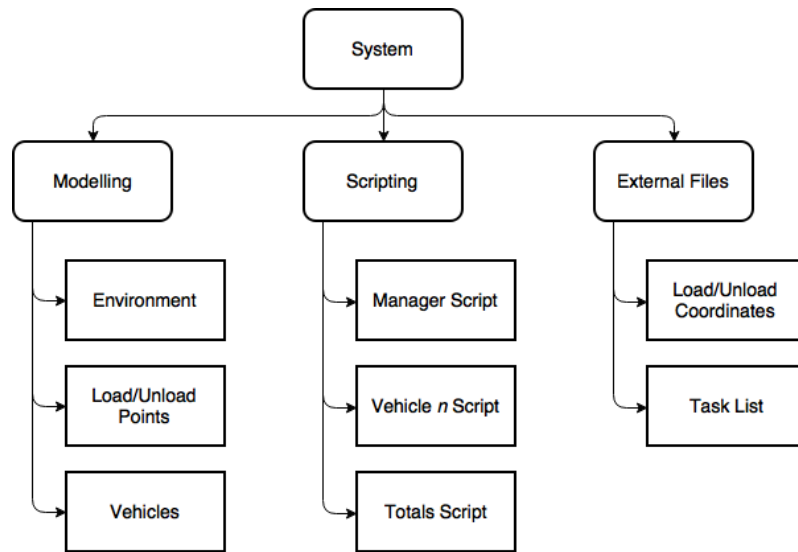 System
Modelling
Scripting
External Files
Environment
Manager Script
Load/Unload
Coordinates
Load/Unload
Points
Vehicle n Script
Task List
Vehicles
Totals Script